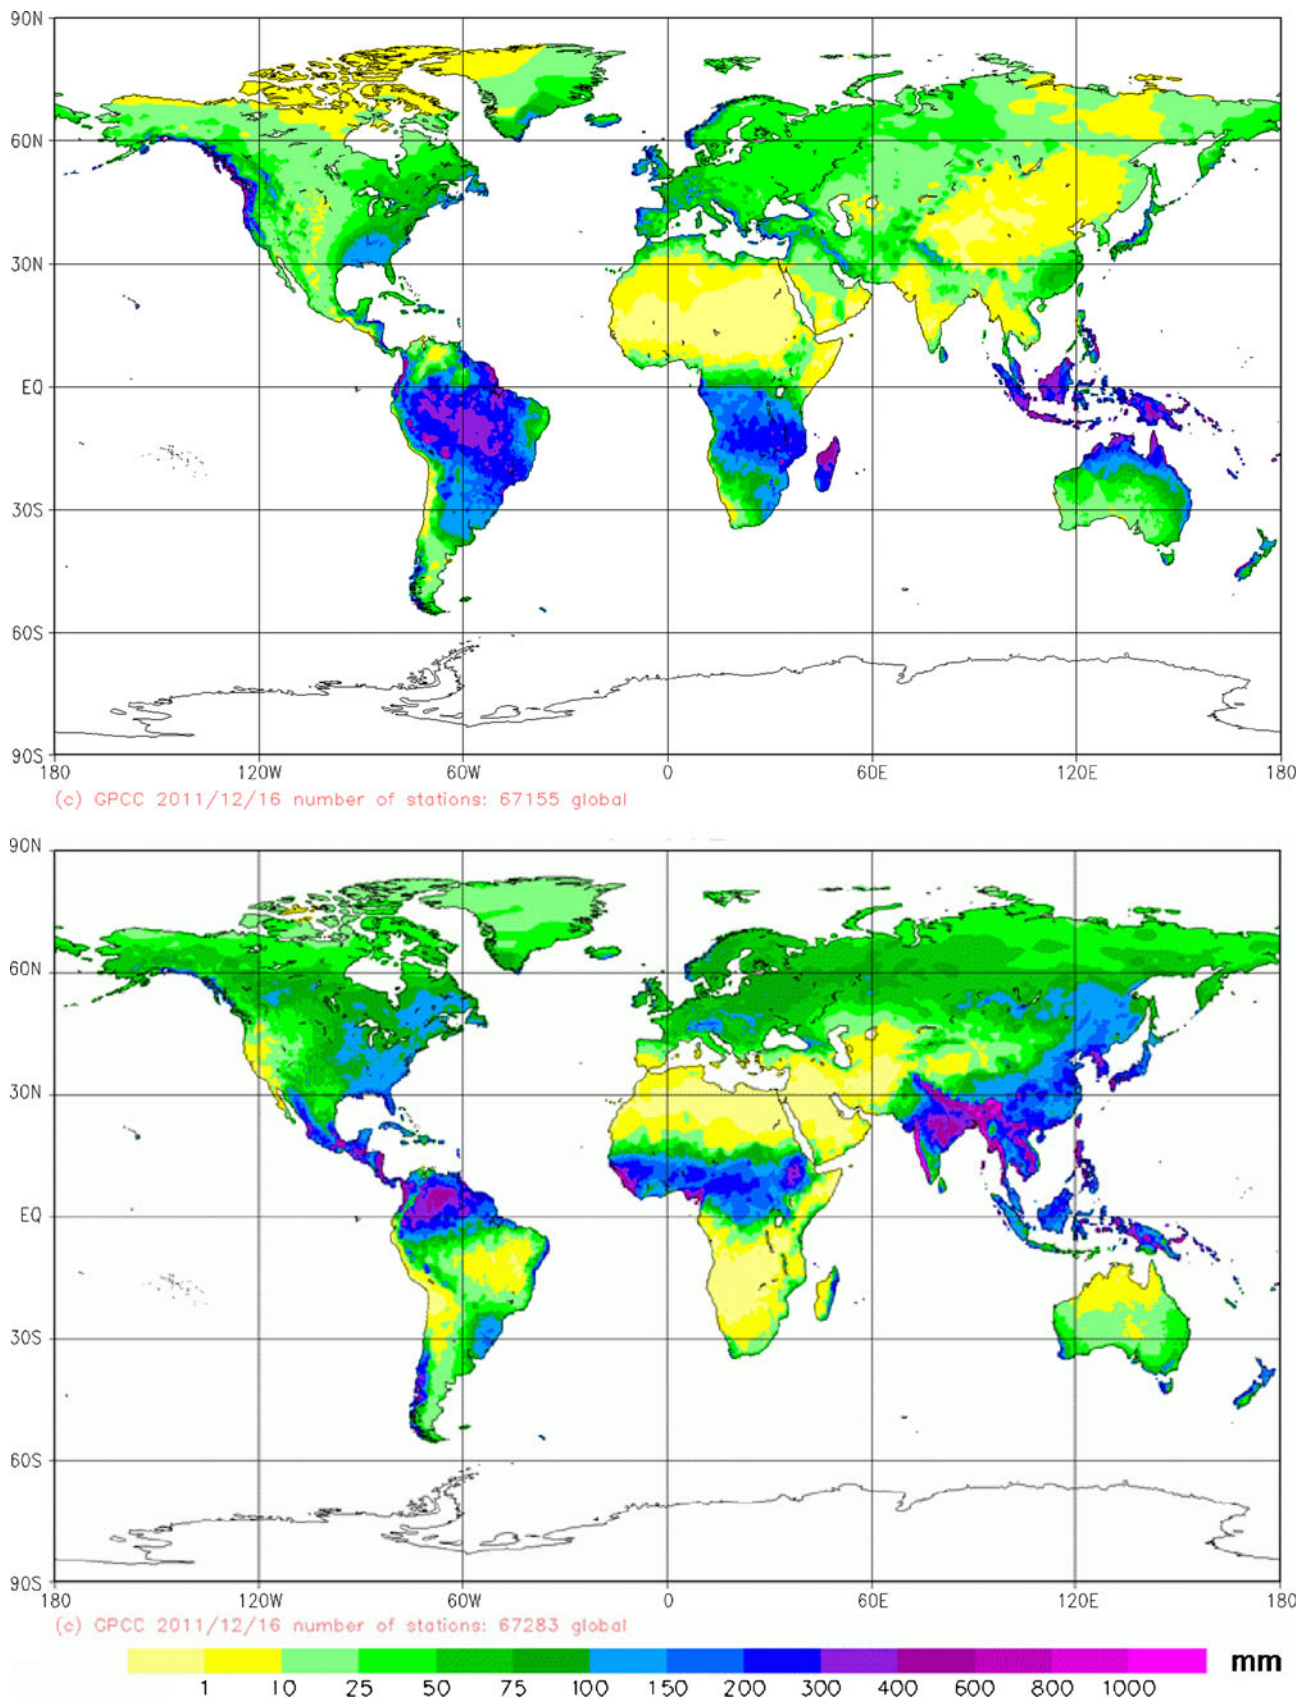 90N
60N
30N
EQ
30S
60S
90S
180 120W 60W 0 60E 120E 180
(c) GPCC 2011/12/16 number of stations: 67155 global
90N
60N
30N
EQ
30S
60S
90S
180 120W 60W 0 60E 120E 180
(c) GPCC 2011/12/16 number of stations: 67283 global
mm
1 10 25 50 75 100 150 200 300 400 600 800 1000